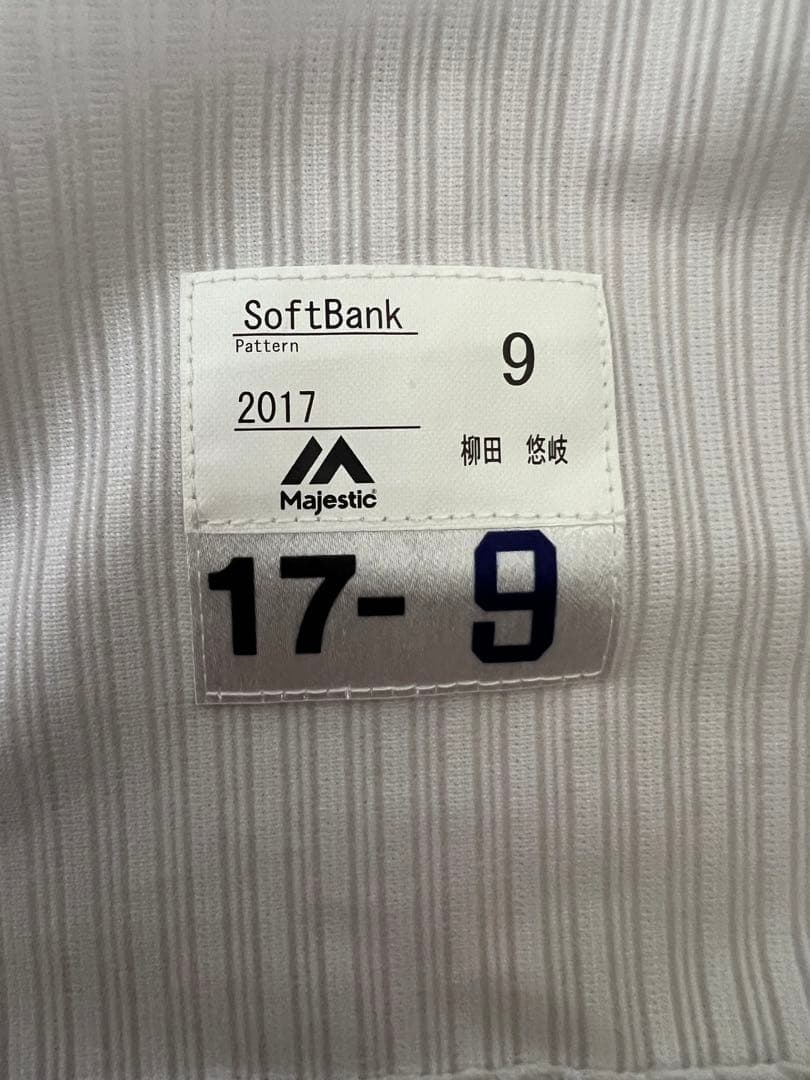 SoftBank
Pattern
9
2017
柳田 悠岐
Majestic
17-9